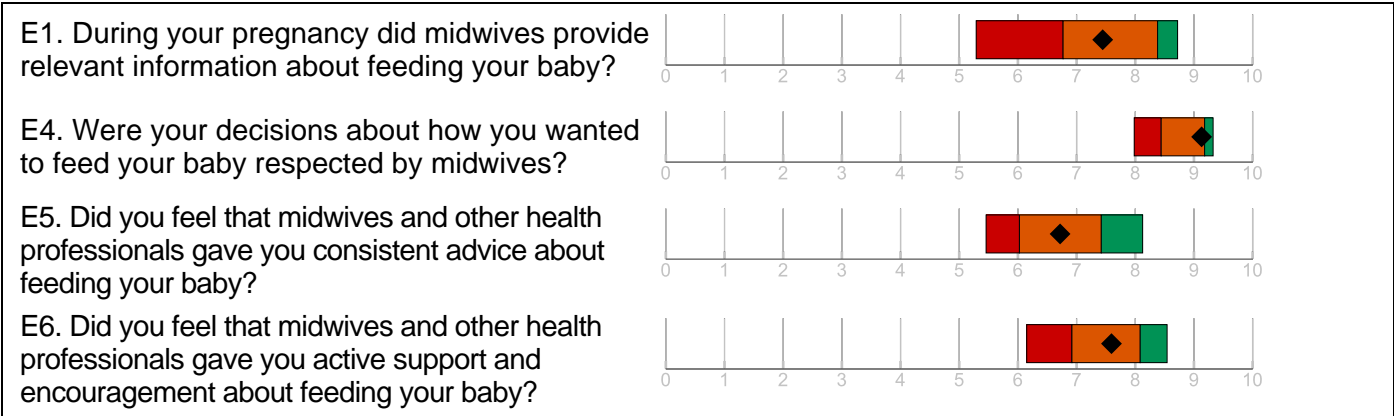 E1. During your pregnancy did midwives provide
relevant information about feeding your baby?
0 1 2 3 4 5 6 7 8 9 10
E4. Were your decisions about how you wanted
to feed your baby respected by midwives?
0 1 2 3 4 5 6 7 8 9 10
E5. Did you feel that midwives and other health
professionals gave you consistent advice about
feeding your baby?
0 1 2 3 4 5 6 7 8 9 10
E6. Did you feel that midwives and other health
professionals gave you active support and
encouragement about feeding your baby?
0 1 2 3 4 5 6 7 8 9 10